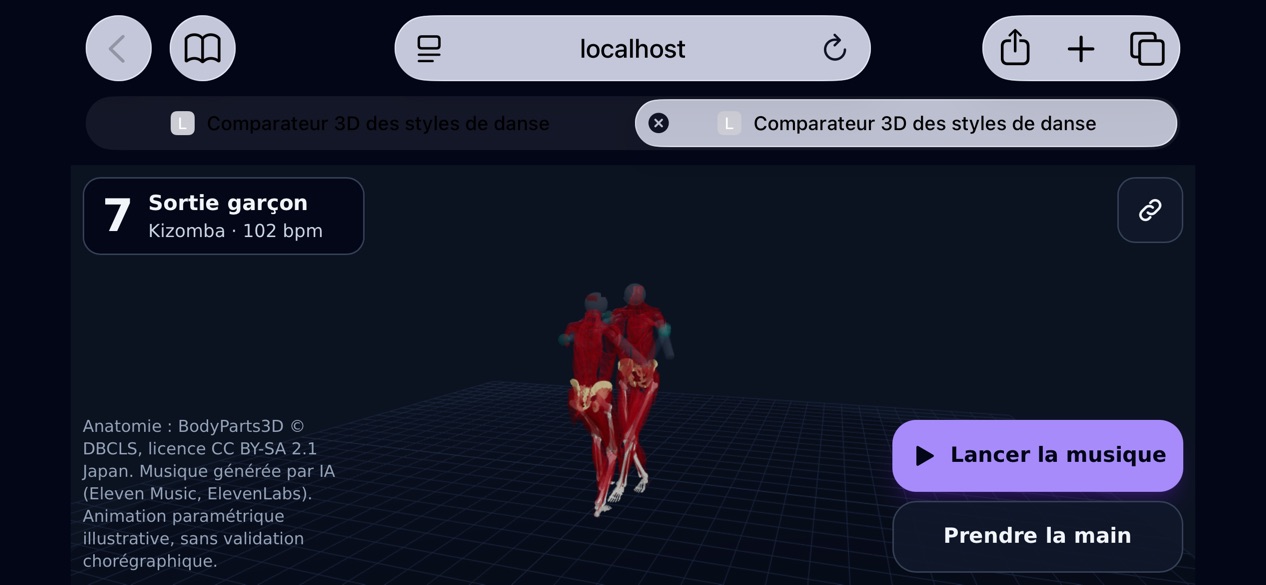 localhost
L Comparateur 3D des styles de danse
L Comparateur 3D des styles de danse
7
Sortie garçon
Kizomba · 102 bpm
Anatomie : BodyParts3D ©
DBCLS, licence CC BY-SA 2.1
Japan. Musique générée par IA
(Eleven Music, ElevenLabs).
Animation paramétrique
illustrative, sans validation
chorégraphique.
Lancer la musique
Prendre la main